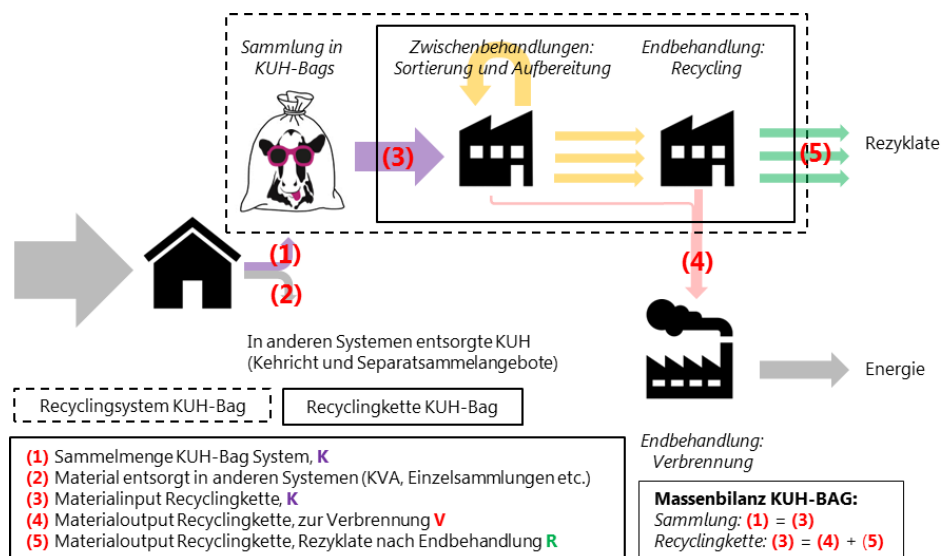 Sammlung in
KUH-Bags
Zwischenbehandlungen:
Sortierung und Aufbereitung
Endbehandlung:
Recycling
(3)
(5)
Rezyklate
(1)
(2)
(4)
In anderen Systemen entsorgte KUH
(Kehricht und Separatsammelangebote)
Energie
Recyclingsystem KUH-Bag
Recyclingkette KUH-Bag
Endbehandlung:
Verbrennung
(1) Sammelmenge KUH-Bag System, K
(2) Material entsorgt in anderen Systemen (KVA, Einzelsammlungen etc.)
(3) Materialinput Recyclingkette, K
(4) Materialoutput Recyclingkette, zur Verbrennung V
(5) Materialoutput Recyclingkette, Rezyklate nach Endbehandlung R
Massenbilanz KUH-BAG:
Sammlung: (1) = (3)
Recyclingkette: (3) = (4) + (5)